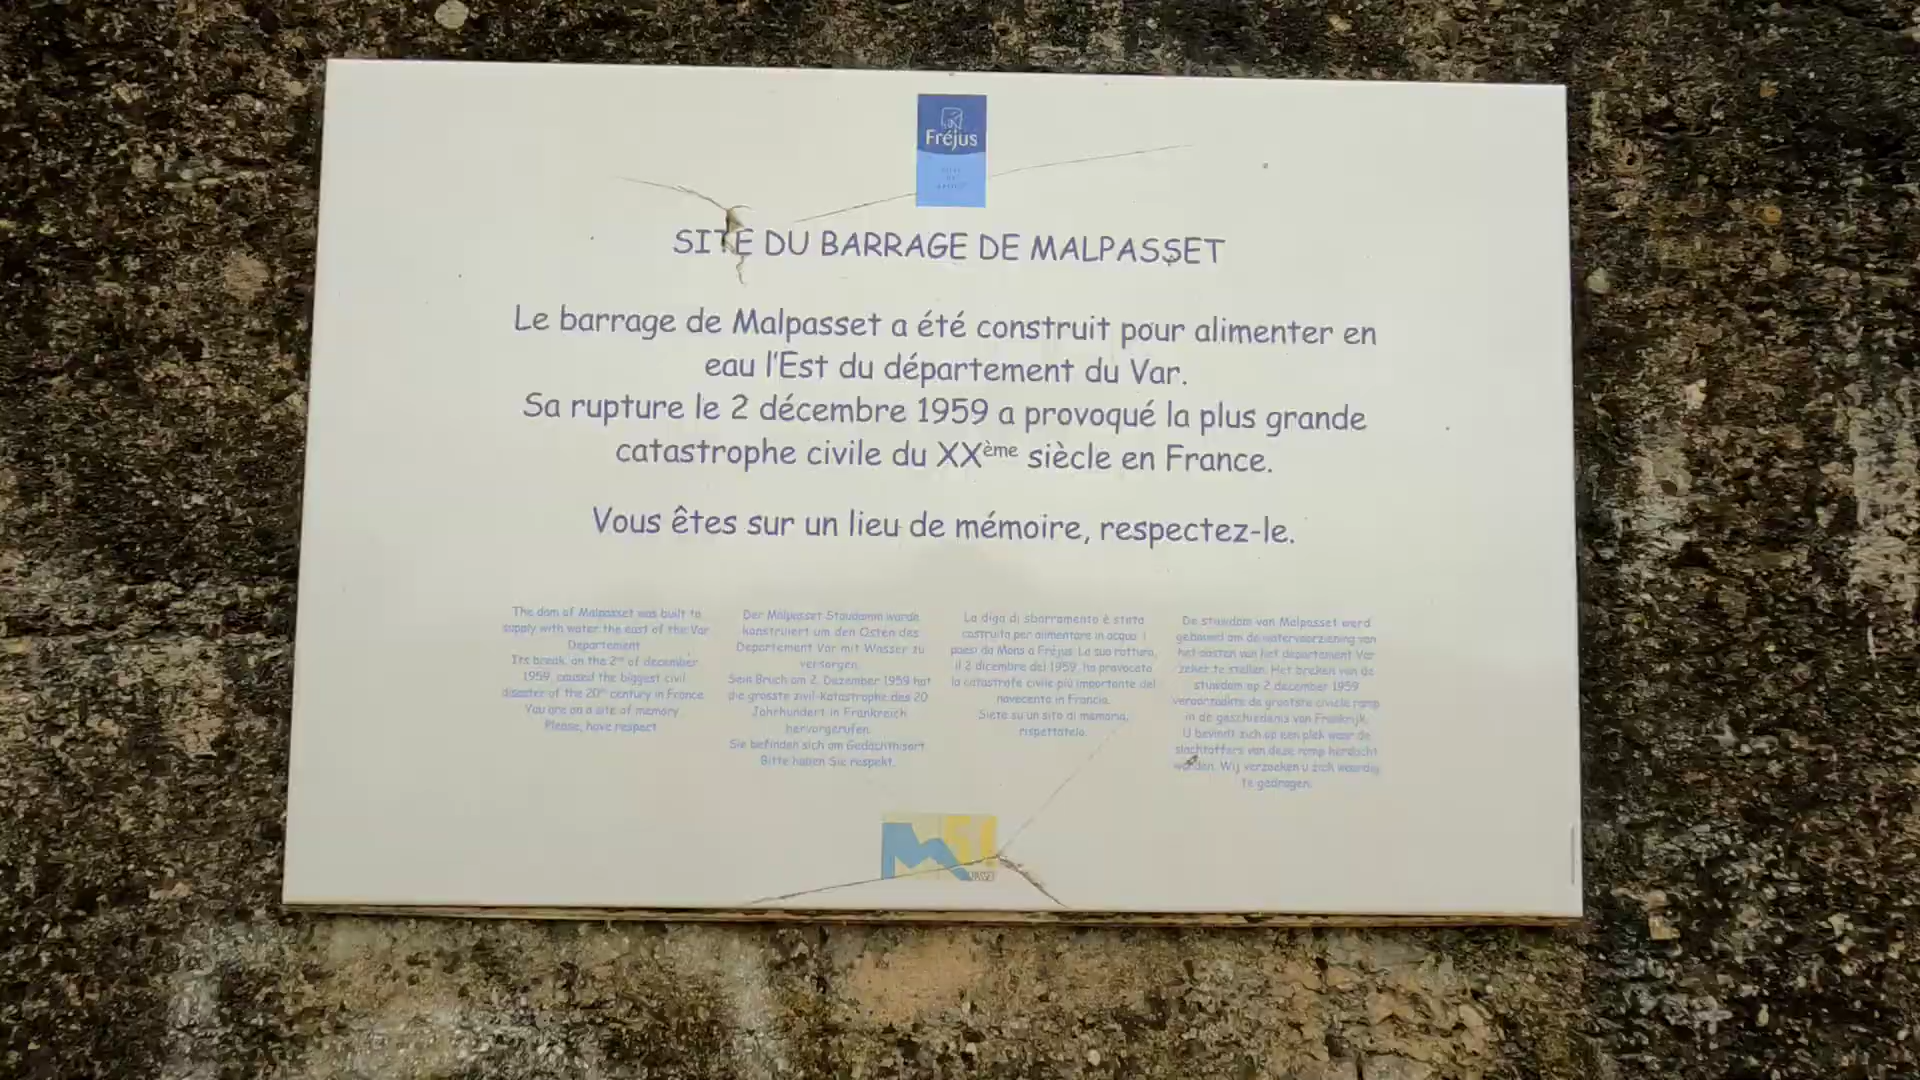 Fréjus
SITE DU BARRAGE DE MALPASSET
Le barrage de Malpasset a été construit pour alimenter en
eau l'Est du département du Var.
Sa rupture le 2 décembre 1959 a provoqué la plus grande
catastrophe civile du XXème siècle en France.
Vous êtes sur un lieu de mémoire, respectez-le.
The dam of Malpasset was built to
supply with water the east of the Var
Departement
Its break, on the 2nd of december
1959, caused the biggest civil
disaster of the 20th century in France
You are on a site of memory
Please, have respect
Der Malpasset Staudamm wurde
konstruiert um den Osten des
Departement Var mit Wasser zu
versorgen.
Sein Bruch am 2. Dezember 1959 hat
die grosste zivil-Katastrophe des 20
Jahrhundert in Frankreich
hervorgerufen.
Sie befinden sich am Gedächtnisort
Bitte haben Sie respekt.
La diga di sbarramento è stata
costruita per alimentare in acqua i
paesi da Mons a Fréjus. La sua rottura,
il 2 dicembre del 1959, ha provocato
la catastrofe civile più importante del
novecento in Francia.
Siete su un sito di memoria,
rispettatelo.
De stuwdam van Malpasset werd
gebouwd om de watervoorziening van
het oosten van het departement Var
zeker te stellen. Het breken van de
stuwdam op 2 december 1959
veroorzaakte de grootste civiele ramp
in de geschiedenis van Frankrijk.
U bevindt zich op een plek waar de
slachtoffers van deze ramp herdacht
worden. Wij verzoeken u zich waardig
te gedragen.